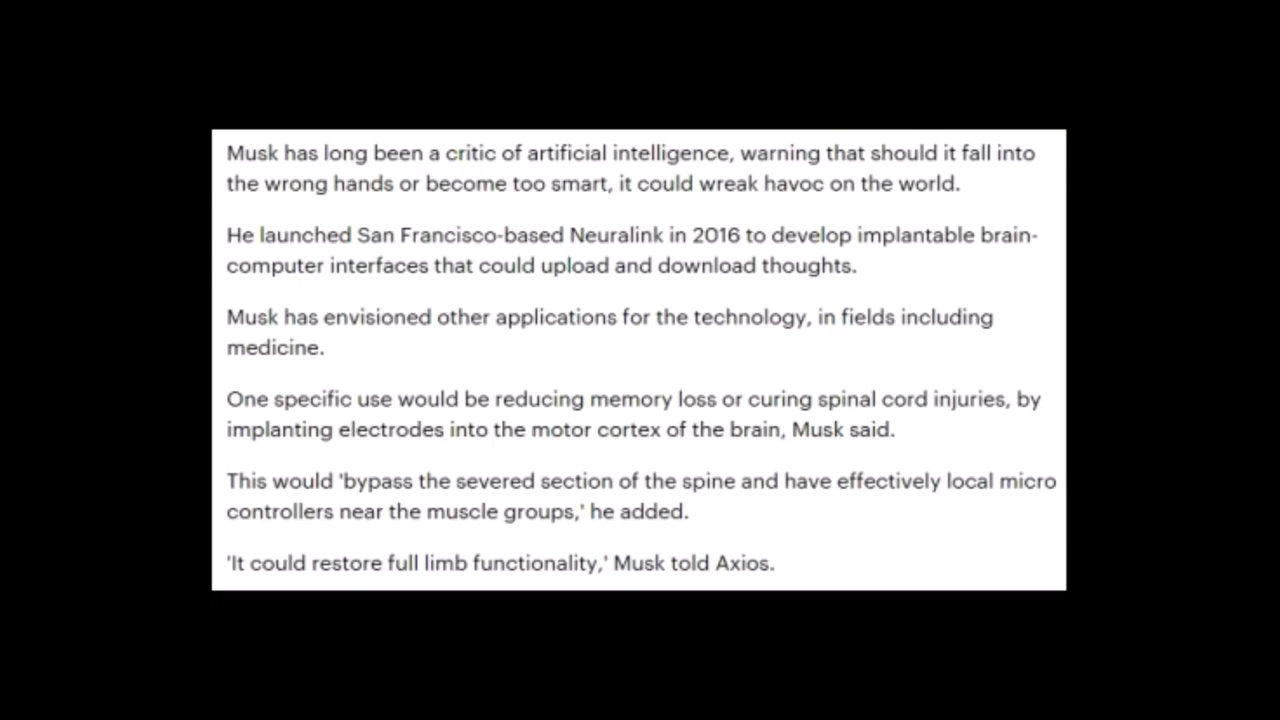 Musk has long been a critic of artificial intelligence, warning that should it fall into
the wrong hands or become too smart, it could wreak havoc on the world.
He launched San Francisco-based Neuralink in 2016 to develop implantable brain-
computer interfaces that could upload and download thoughts.
Musk has envisioned other applications for the technology, in fields including
medicine.
One specific use would be reducing memory loss or curing spinal cord injuries, by
implanting electrodes into the motor cortex of the brain, Musk said.
This would 'bypass the severed section of the spine and have effectively local micro
controllers near the muscle groups,' he added.
'It could restore full limb functionality,' Musk told Axios.